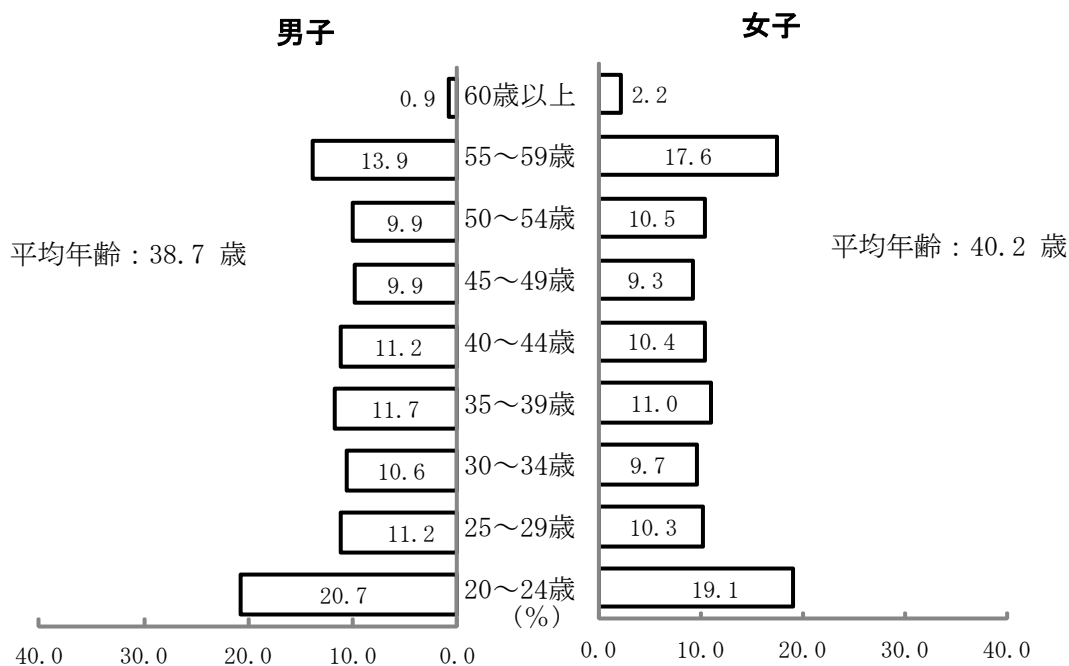 男子
女子
0.9 60歳以上 2.2
13.9 55～59歳 17.6
9.9 50～54歳 10.5
平均年齢：38.7 歳
平均年齢：40.2 歳
9.9 45～49歳 9.3
11.2 40～44歳 10.4
11.7 35～39歳 11.0
10.6 30～34歳 9.7
11.2 25～29歳 10.3
20.7 20～24歳 19.1
(%)
40.0 30.0 20.0 10.0 0.0
0.0 10.0 20.0 30.0 40.0